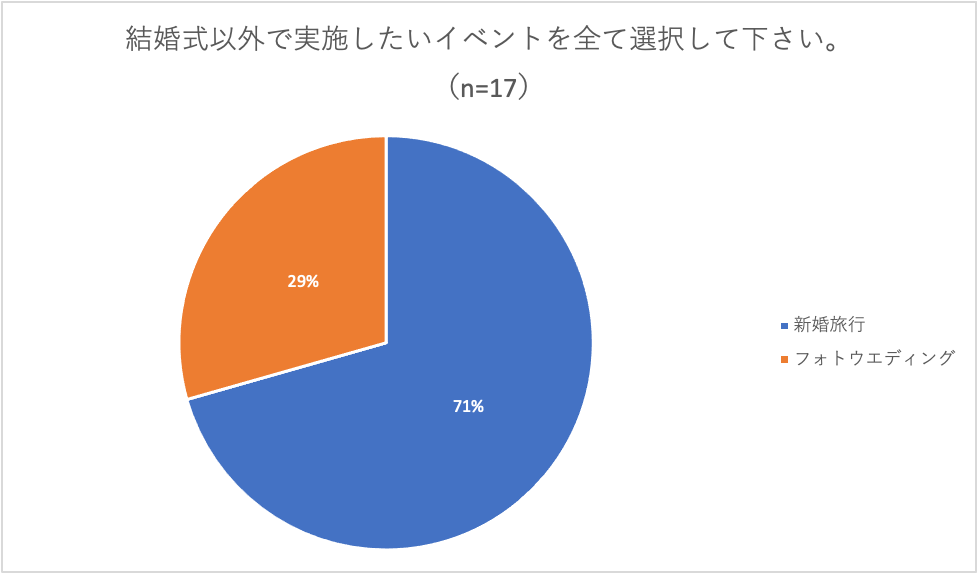 結婚式以外で実施したいイベントを全て選択して下さい。
（n=17）
29%
71%
新婚旅行
フォトウエディング